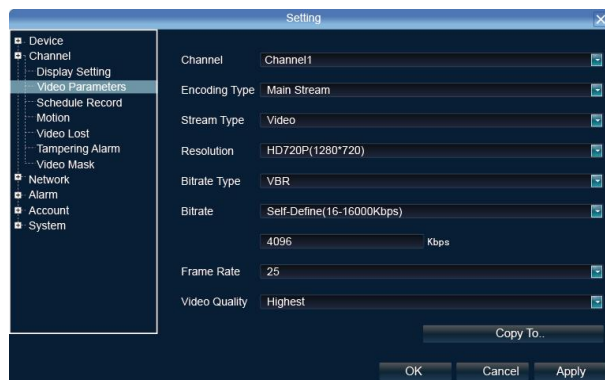 Setting
Device
Channel
Display Setting
Video Parameters
Schedule Record
Motion
Video Lost
Tampering Alarm
Video Mask
Network
Alarm
Account
System
Channel Channel1
Encoding Type Main Stream
Stream Type Video
Resolution HD720P(1280*720)
Bitrate Type VBR
Bitrate Self-Define(16-16000Kbps)
4096 Kbps
Frame Rate 25
Video Quality Highest
Copy To..
OK Cancel Apply